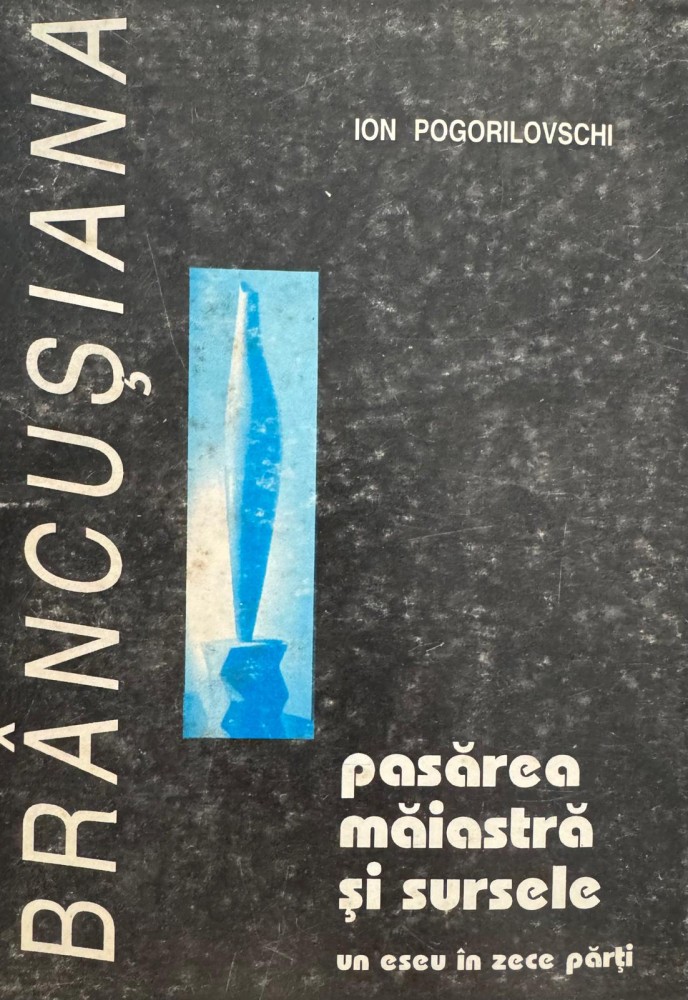 BRÂNCUŞIANA
ION POGORILOVSCHI
pasărea
măiastră
şi sursele
un eseu în zece părţi